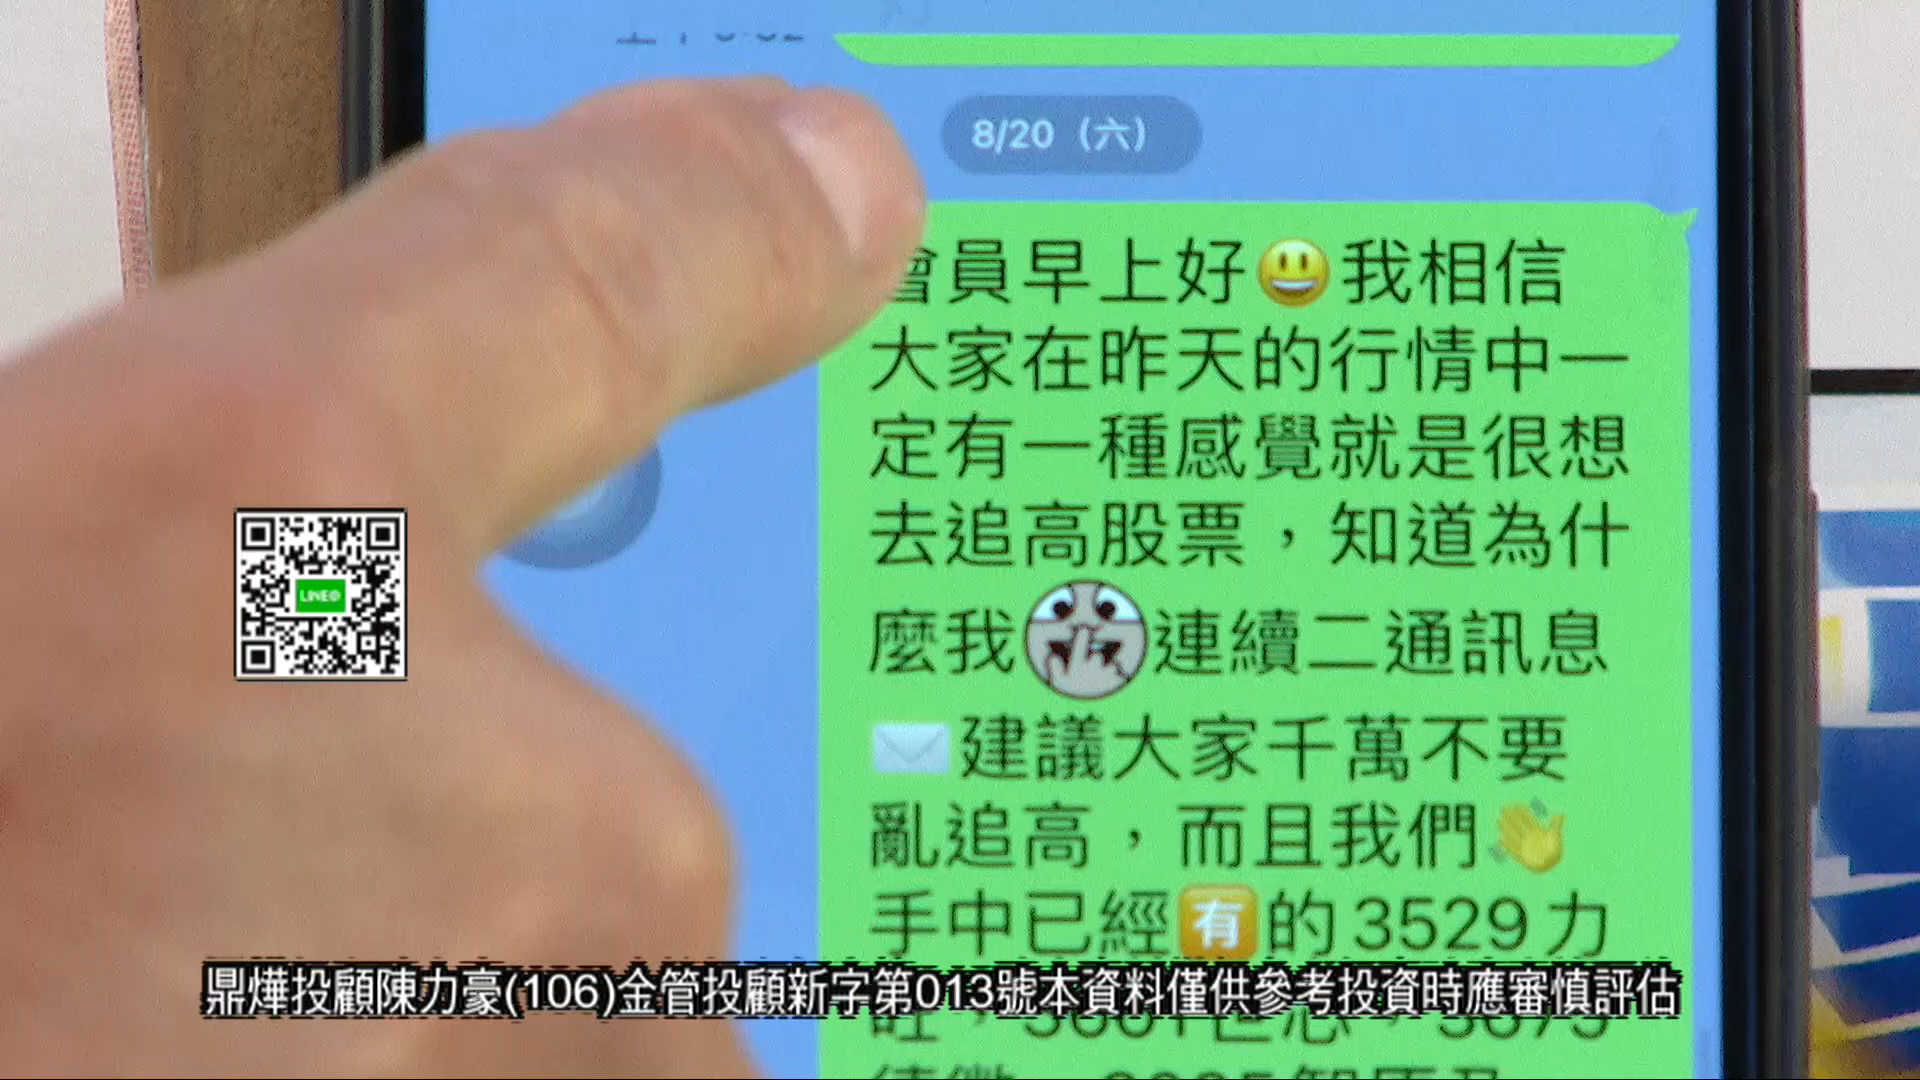 8/20（六）
會員早上好😃我相信
大家在昨天的行情中一
定有一種感覺就是很想
去追高股票，知道為什
麼我連續二通訊息
✉️建議大家千萬不要
亂追高，而且我們👋
手中已經🈶的3529力
LINE@
鼎燁投顧陳力豪(106)金管投顧新字第013號本資料僅供參考投資時應審慎評估